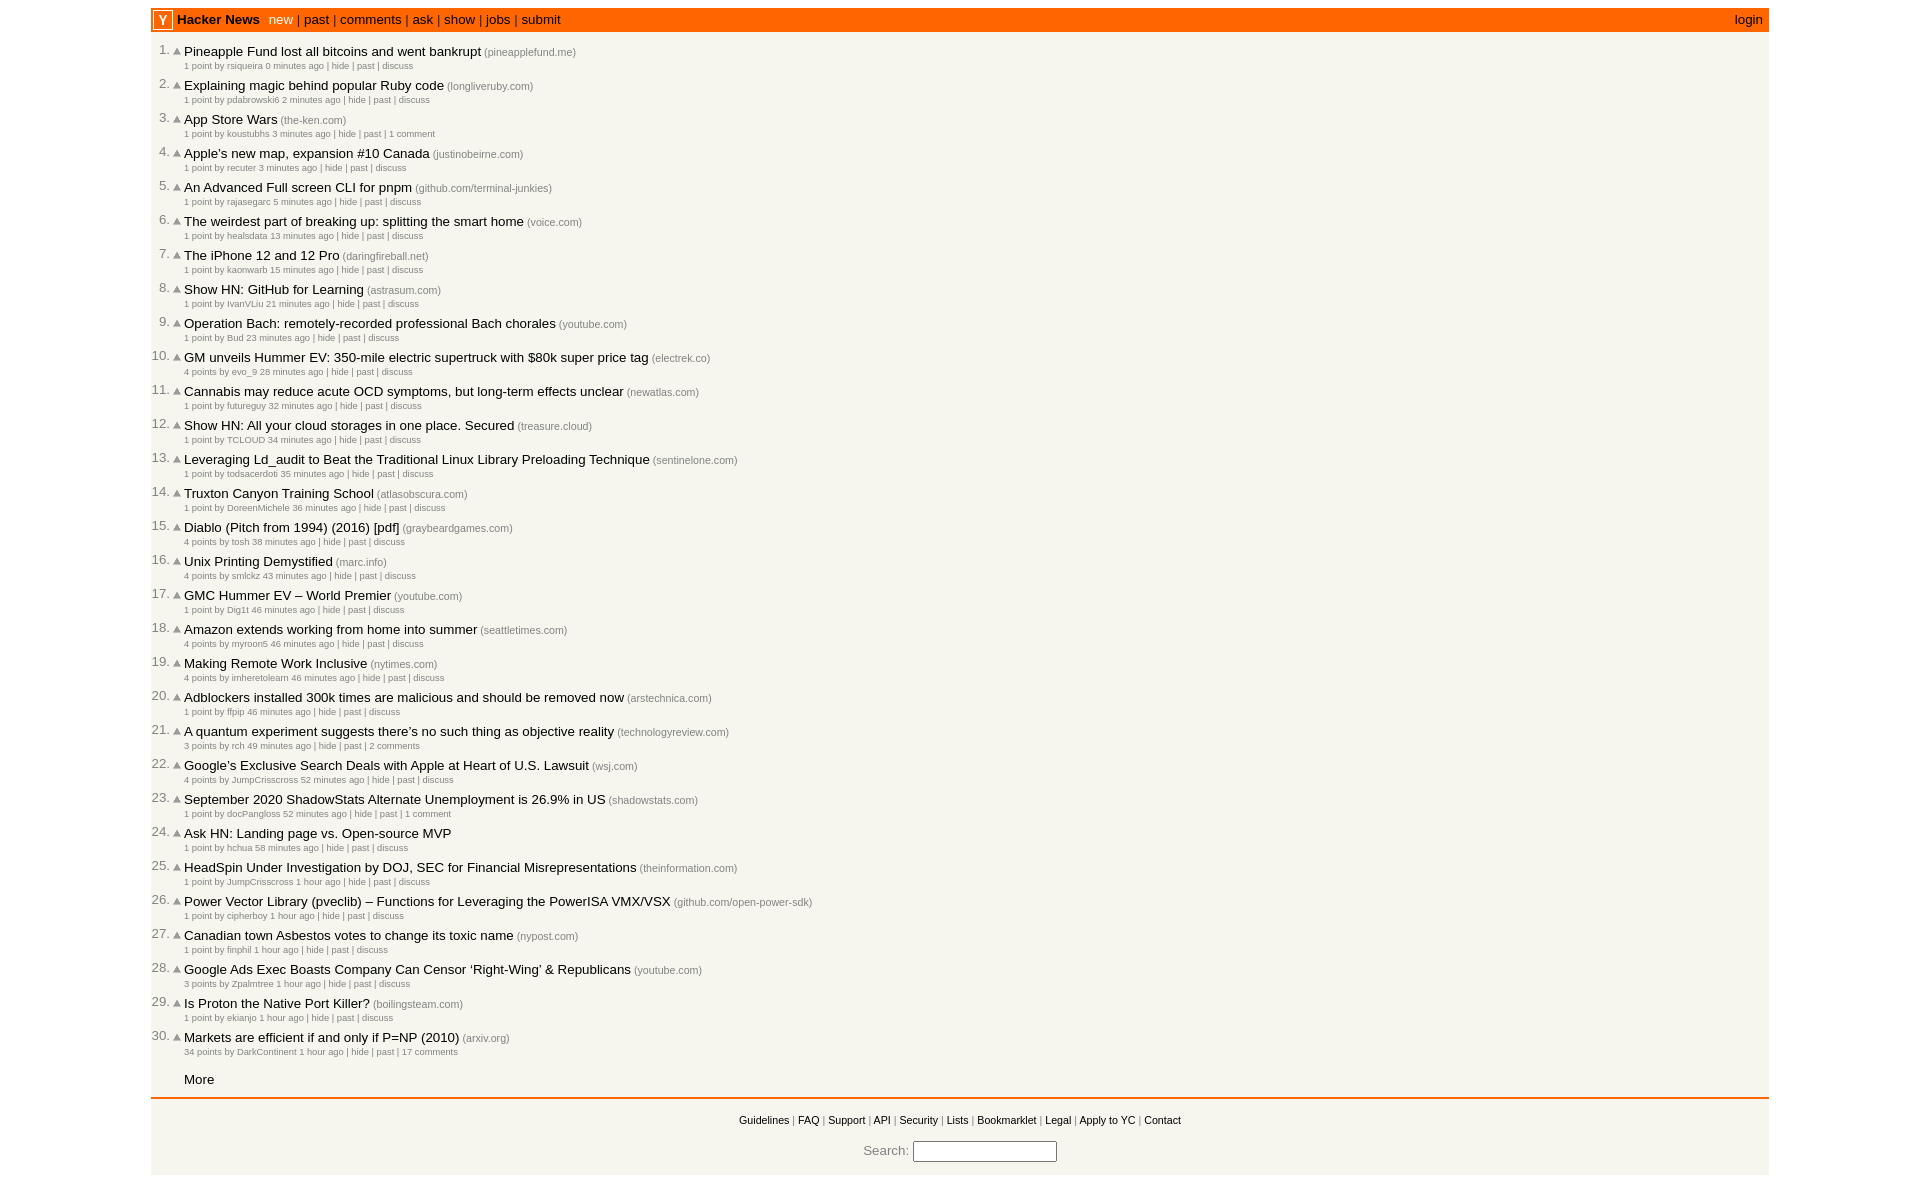 Y Hacker News new | past | comments | ask | show | jobs | submit login
1. Pineapple Fund lost all bitcoins and went bankrupt (pineapplefund.me)
1 point by rsiqueira 0 minutes ago | hide | past | discuss
2. Explaining magic behind popular Ruby code (longliveruby.com)
1 point by pdabrowski6 2 minutes ago | hide | past | discuss
3. App Store Wars (the-ken.com)
1 point by koustubhs 3 minutes ago | hide | past | 1 comment
4. Apple’s new map, expansion #10 Canada (justinobeirne.com)
1 point by recuter 3 minutes ago | hide | past | discuss
5. An Advanced Full screen CLI for pnpm (github.com/terminal-junkies)
1 point by rajasegarc 5 minutes ago | hide | past | discuss
6. The weirdest part of breaking up: splitting the smart home (voice.com)
1 point by healsdata 13 minutes ago | hide | past | discuss
7. The iPhone 12 and 12 Pro (daringfireball.net)
1 point by kaonwarb 15 minutes ago | hide | past | discuss
8. Show HN: GitHub for Learning (astrasum.com)
1 point by IvanVLiu 21 minutes ago | hide | past | discuss
9. Operation Bach: remotely-recorded professional Bach chorales (youtube.com)
1 point by Bud 23 minutes ago | hide | past | discuss
10. GM unveils Hummer EV: 350-mile electric supertruck with $80k super price tag (electrek.co)
4 points by evo_9 28 minutes ago | hide | past | discuss
11. Cannabis may reduce acute OCD symptoms, but long-term effects unclear (newatlas.com)
1 point by futureguy 32 minutes ago | hide | past | discuss
12. Show HN: All your cloud storages in one place. Secured (treasure.cloud)
1 point by TCLOUD 34 minutes ago | hide | past | discuss
13. Leveraging Ld_audit to Beat the Traditional Linux Library Preloading Technique (sentinelone.com)
1 point by todsacerdoti 35 minutes ago | hide | past | discuss
14. Truxton Canyon Training School (atlasobscura.com)
1 point by DoreenMichele 36 minutes ago | hide | past | discuss
15. Diablo (Pitch from 1994) (2016) [pdf] (graybeardgames.com)
4 points by tosh 38 minutes ago | hide | past | discuss
16. Unix Printing Demystified (marc.info)
4 points by smlckz 43 minutes ago | hide | past | discuss
17. GMC Hummer EV – World Premier (youtube.com)
1 point by Dig1t 46 minutes ago | hide | past | discuss
18. Amazon extends working from home into summer (seattletimes.com)
4 points by myroon5 46 minutes ago | hide | past | discuss
19. Making Remote Work Inclusive (nytimes.com)
4 points by imheretolearn 46 minutes ago | hide | past | discuss
20. Adblockers installed 300k times are malicious and should be removed now (arstechnica.com)
1 point by ffpip 46 minutes ago | hide | past | discuss
21. A quantum experiment suggests there’s no such thing as objective reality (technologyreview.com)
3 points by rch 49 minutes ago | hide | past | 2 comments
22. Google’s Exclusive Search Deals with Apple at Heart of U.S. Lawsuit (wsj.com)
4 points by JumpCrisscross 52 minutes ago | hide | past | discuss
23. September 2020 ShadowStats Alternate Unemployment is 26.9% in US (shadowstats.com)
1 point by docPangloss 52 minutes ago | hide | past | 1 comment
24. Ask HN: Landing page vs. Open-source MVP
1 point by hchua 58 minutes ago | hide | past | discuss
25. HeadSpin Under Investigation by DOJ, SEC for Financial Misrepresentations (theinformation.com)
1 point by JumpCrisscross 1 hour ago | hide | past | discuss
26. Power Vector Library (pveclib) – Functions for Leveraging the PowerISA VMX/VSX (github.com/open-power-sdk)
1 point by cipherboy 1 hour ago | hide | past | discuss
27. Canadian town Asbestos votes to change its toxic name (nypost.com)
1 point by finphil 1 hour ago | hide | past | discuss
28. Google Ads Exec Boasts Company Can Censor ‘Right-Wing’ & Republicans (youtube.com)
3 points by Zpalmtree 1 hour ago | hide | past | discuss
29. Is Proton the Native Port Killer? (boilingsteam.com)
1 point by ekianjo 1 hour ago | hide | past | discuss
30. Markets are efficient if and only if P=NP (2010) (arxiv.org)
34 points by DarkContinent 1 hour ago | hide | past | 17 comments
More
Guidelines | FAQ | Support | API | Security | Lists | Bookmarklet | Legal | Apply to YC | Contact
Search: